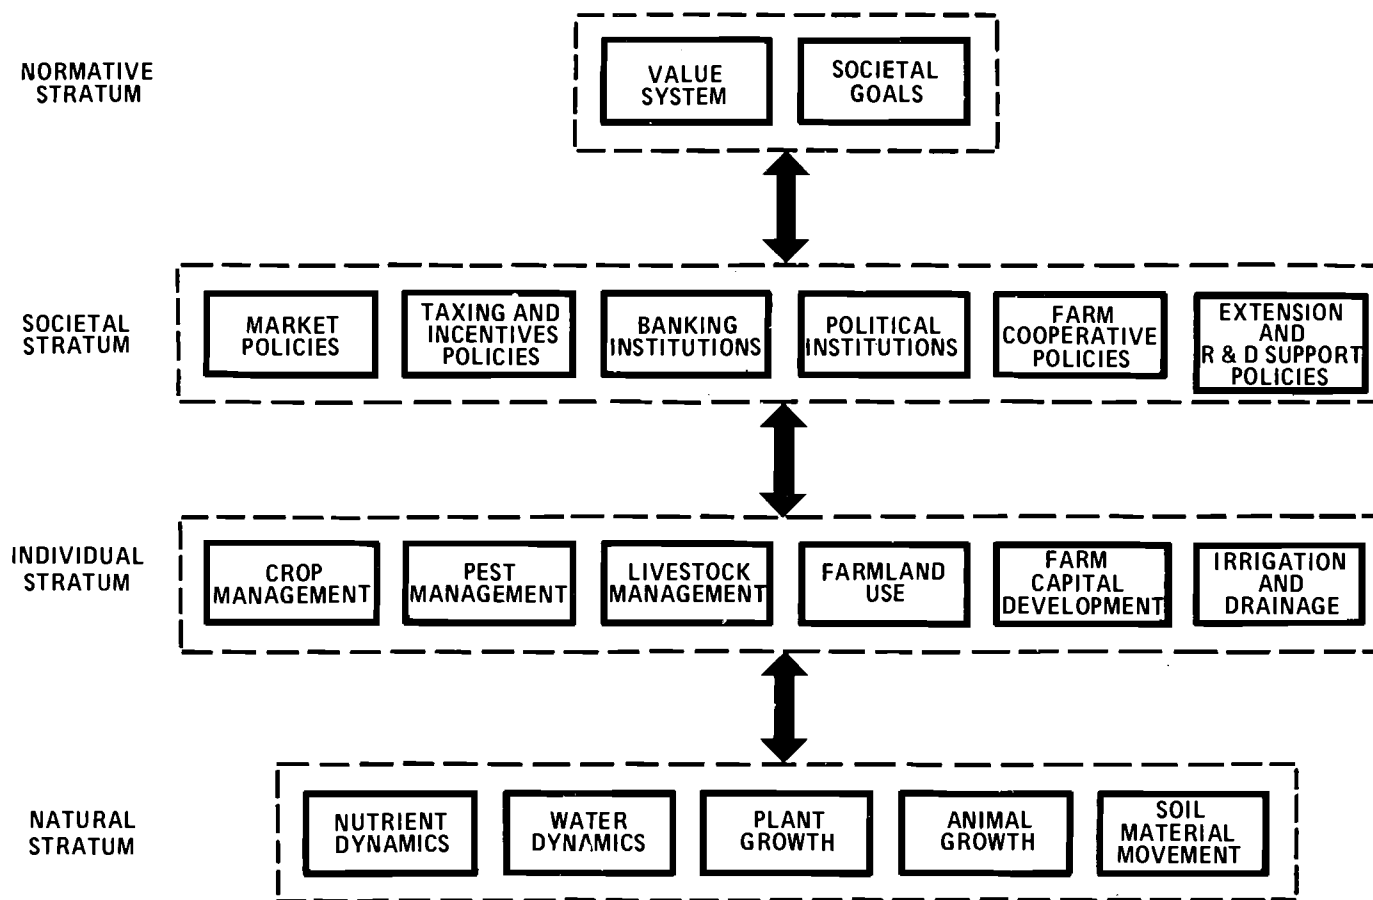 NORMATIVE
STRATUM
VALUE
SYSTEM
SOCIETAL
GOALS
SOCIETAL
STRATUM
MARKET
POLICIES
TAXING AND
INCENTIVES
POLICIES
BANKING
INSTITUTIONS
POLITICAL
INSTITUTIONS
FARM
COOPERATIVE
POLICIES
EXTENSION
AND
R & D SUPPORT
POLICIES
INDIVIDUAL
STRATUM
CROP
MANAGEMENT
PEST
MANAGEMENT
LIVESTOCK
MANAGEMENT
FARMLAND
USE
FARM
CAPITAL
DEVELOPMENT
IRRIGATION
AND
DRAINAGE
NATURAL
STRATUM
NUTRIENT
DYNAMICS
WATER
DYNAMICS
PLANT
GROWTH
ANIMAL
GROWTH
SOIL
MATERIAL
MOVEMENT